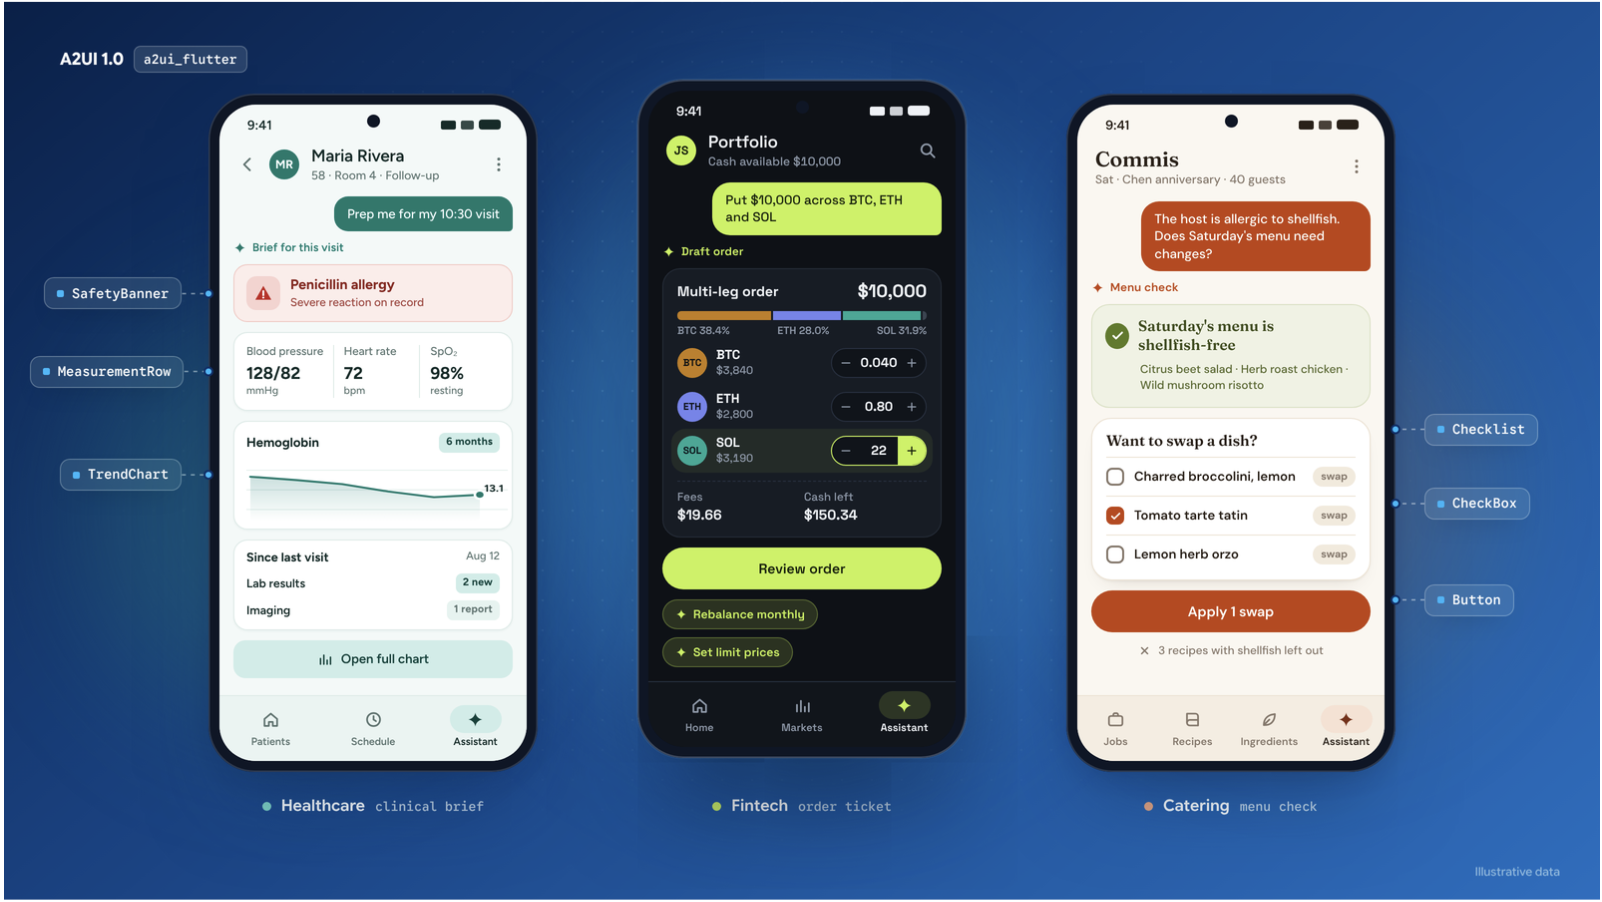 A2UI 1.0 a2ui_flutter
SafetyBanner
MeasurementRow
TrendChart
9:41
MR
Maria Rivera
58 · Room 4 · Follow-up
Prep me for my 10:30 visit
Brief for this visit
Penicillin allergy
Severe reaction on record
Blood pressure Heart rate SpO₂
128/82 72 98%
mmHg bpm resting
Hemoglobin 6 months
13.1
Since last visit Aug 12
Lab results 2 new
Imaging 1 report
Open full chart
Patients Schedule Assistant
Healthcare clinical brief
9:41
JS
Portfolio
Cash available $10,000
Put $10,000 across BTC, ETH
and SOL
Draft order
Multi-leg order $10,000
BTC 38.4% ETH 28.0% SOL 31.9%
BTC
BTC
$3,840
− 0.040 +
ETH
ETH
$2,800
− 0.80 +
SOL
SOL
$3,190
− 22 +
Fees Cash left
$19.66 $150.34
Review order
Rebalance monthly
Set limit prices
Home Markets Assistant
Fintech order ticket
9:41
Commis
Sat · Chen anniversary · 40 guests
The host is allergic to shellfish.
Does Saturday's menu need
changes?
Menu check
Saturday's menu is
shellfish-free
Citrus beet salad · Herb roast chicken ·
Wild mushroom risotto
Want to swap a dish?
Charred broccolini, lemon swap
Tomato tarte tatin swap
Lemon herb orzo swap
Apply 1 swap
3 recipes with shellfish left out
Jobs Recipes Ingredients Assistant
Catering menu check
Checklist
CheckBox
Button
Illustrative data